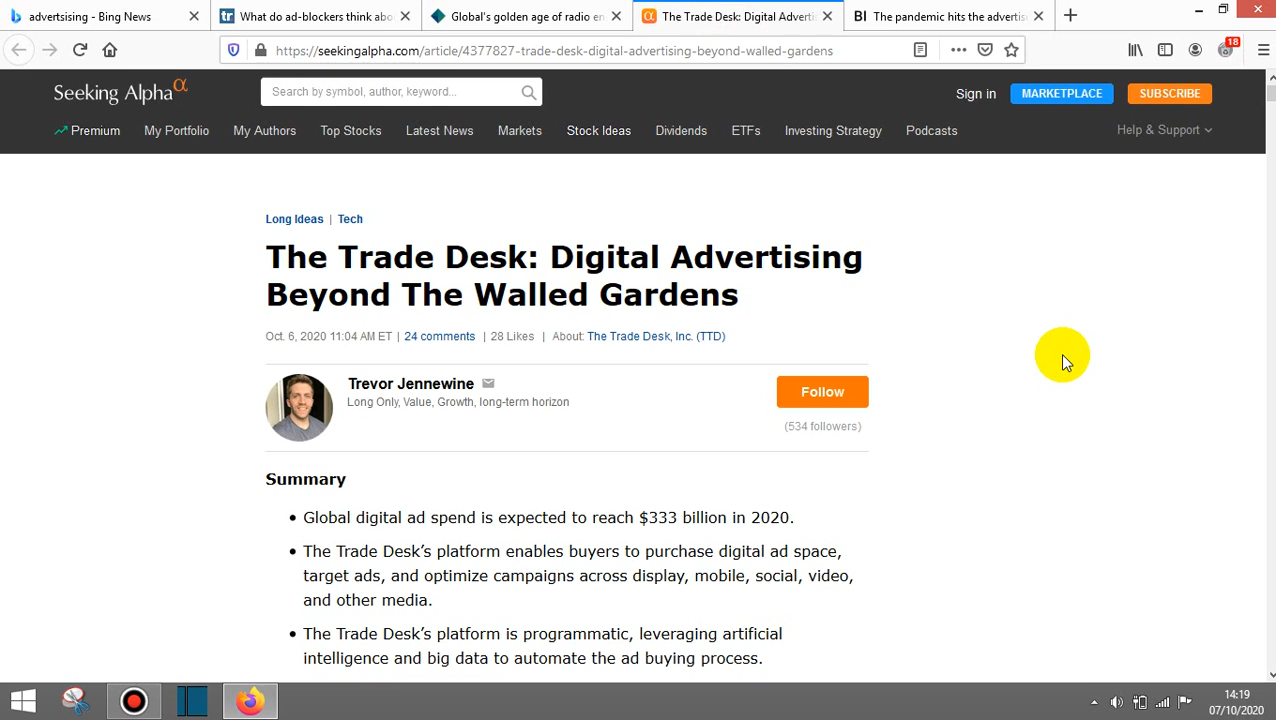 advertising - Bing News
What do ad-blockers think abo
Global's golden age of radio en
The Trade Desk: Digital Adverti
BI The pandemic hits the advertis
https://seekingalpha.com/article/4377827-trade-desk-digital-advertising-beyond-walled-gardens
18
Seeking Alpha α
Search by symbol, author, keyword...
Sign in
MARKETPLACE
SUBSCRIBE
Premium
My Portfolio
My Authors
Top Stocks
Latest News
Markets
Stock Ideas
Dividends
ETFs
Investing Strategy
Podcasts
Help & Support
Long Ideas | Tech
The Trade Desk: Digital Advertising
Beyond The Walled Gardens
Oct. 6, 2020 11:04 AM ET | 24 comments | 28 Likes | About: The Trade Desk, Inc. (TTD)
Trevor Jennewine
Long Only, Value, Growth, long-term horizon
Follow
(534 followers)
Summary
• Global digital ad spend is expected to reach $333 billion in 2020.
• The Trade Desk’s platform enables buyers to purchase digital ad space,
target ads, and optimize campaigns across display, mobile, social, video,
and other media.
• The Trade Desk’s platform is programmatic, leveraging artificial
intelligence and big data to automate the ad buying process.
14:19
07/10/2020